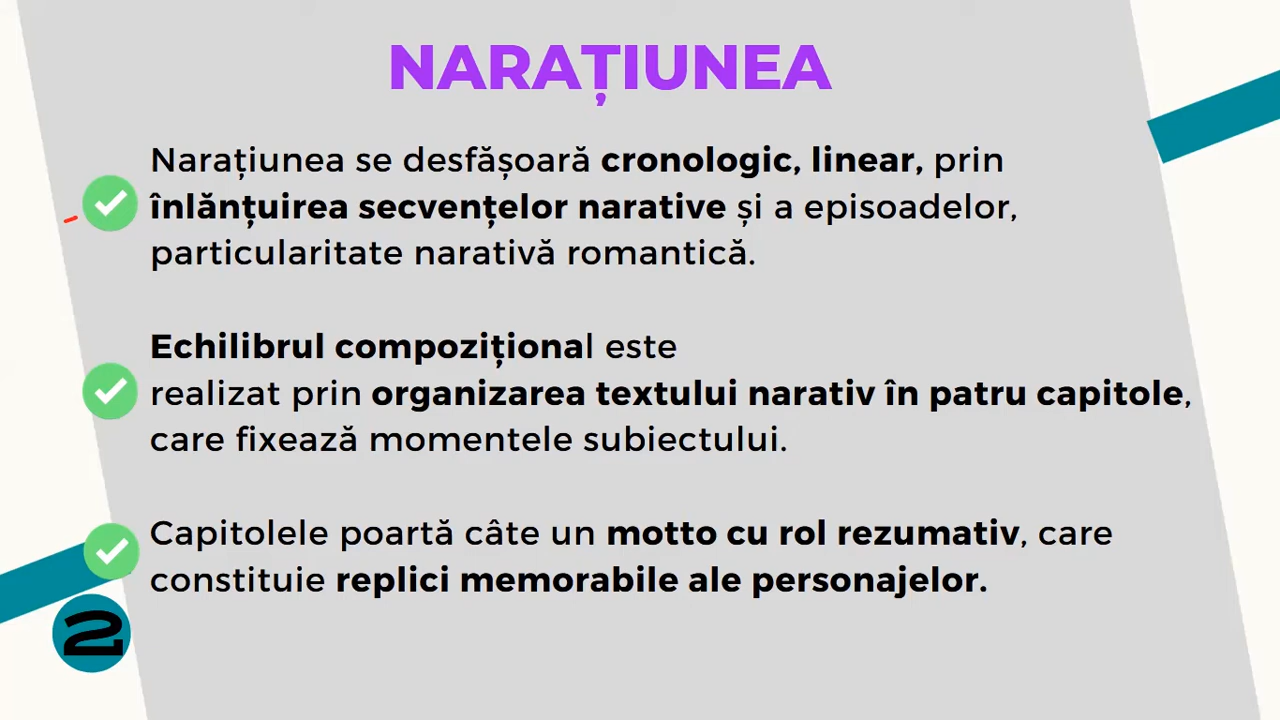 NARAȚIUNEA
Narațiunea se desfășoară cronologic, linear, prin
înlănțuirea secvențelor narative și a episoadelor,
particularitate narativă romantică.
Echilibrul compozițional este
realizat prin organizarea textului narativ în patru capitole,
care fixează momentele subiectului.
Capitolele poartă câte un motto cu rol rezumativ, care
constituie replici memorabile ale personajelor.
2